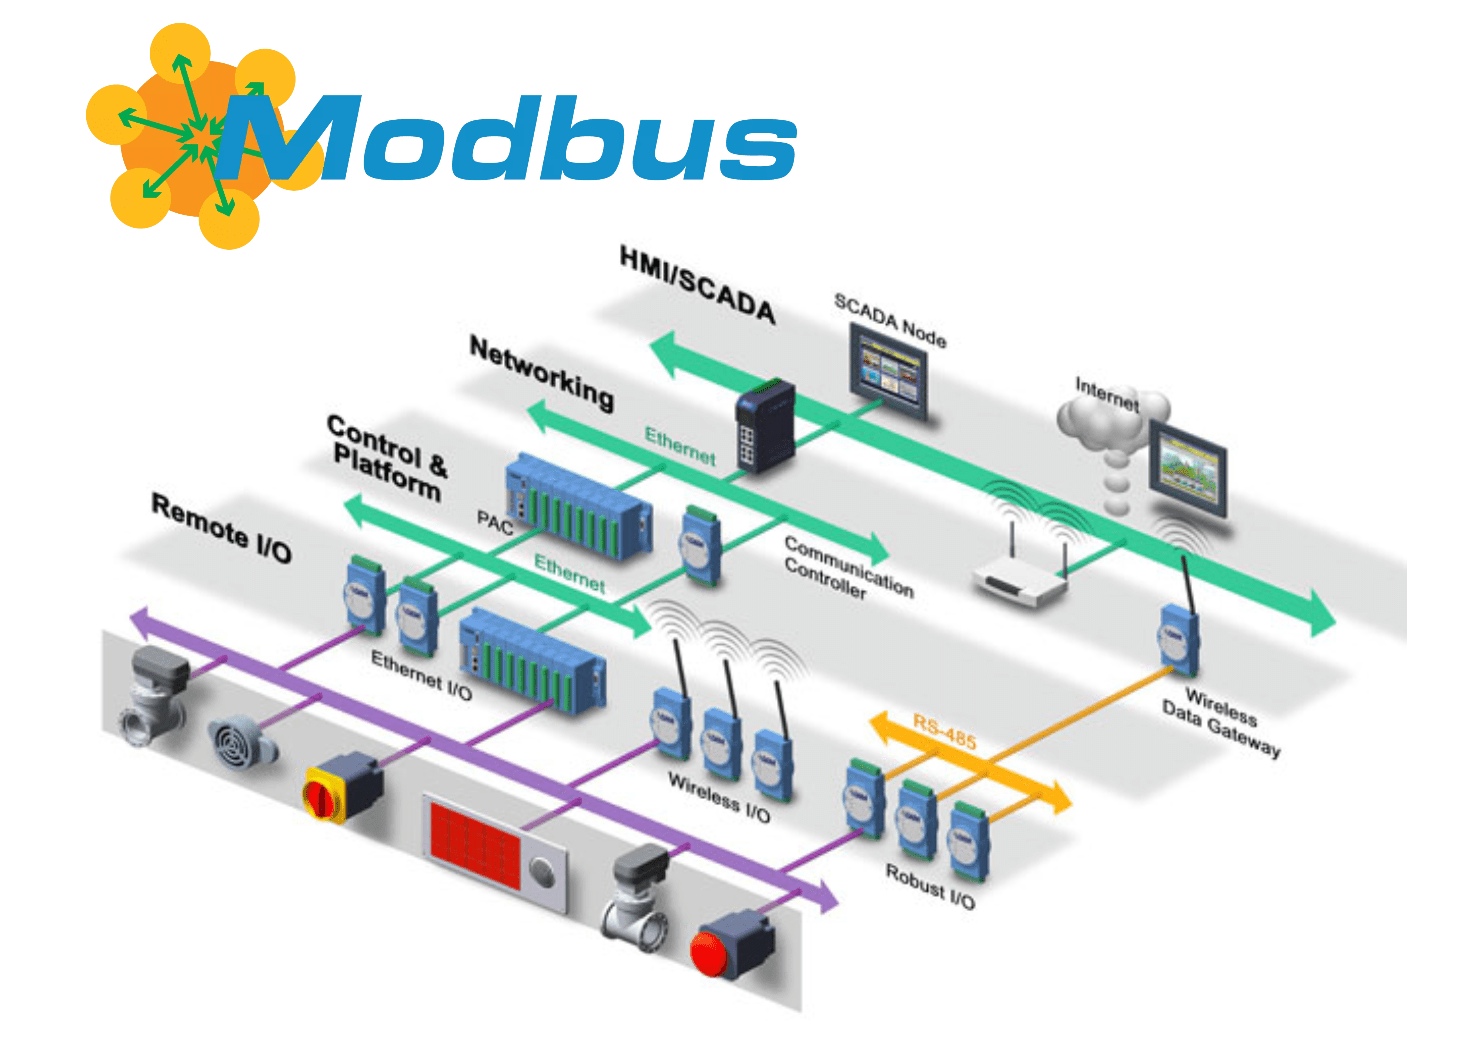 Modbus
HMI/SCADA
SCADA Node
Networking
Internet
Ethernet
Control &
Platform
PAC
Remote I/O
Communication
Controller
Ethernet
Ethernet I/O
Wireless
Data Gateway
RS-485
Wireless I/O
Robust I/O